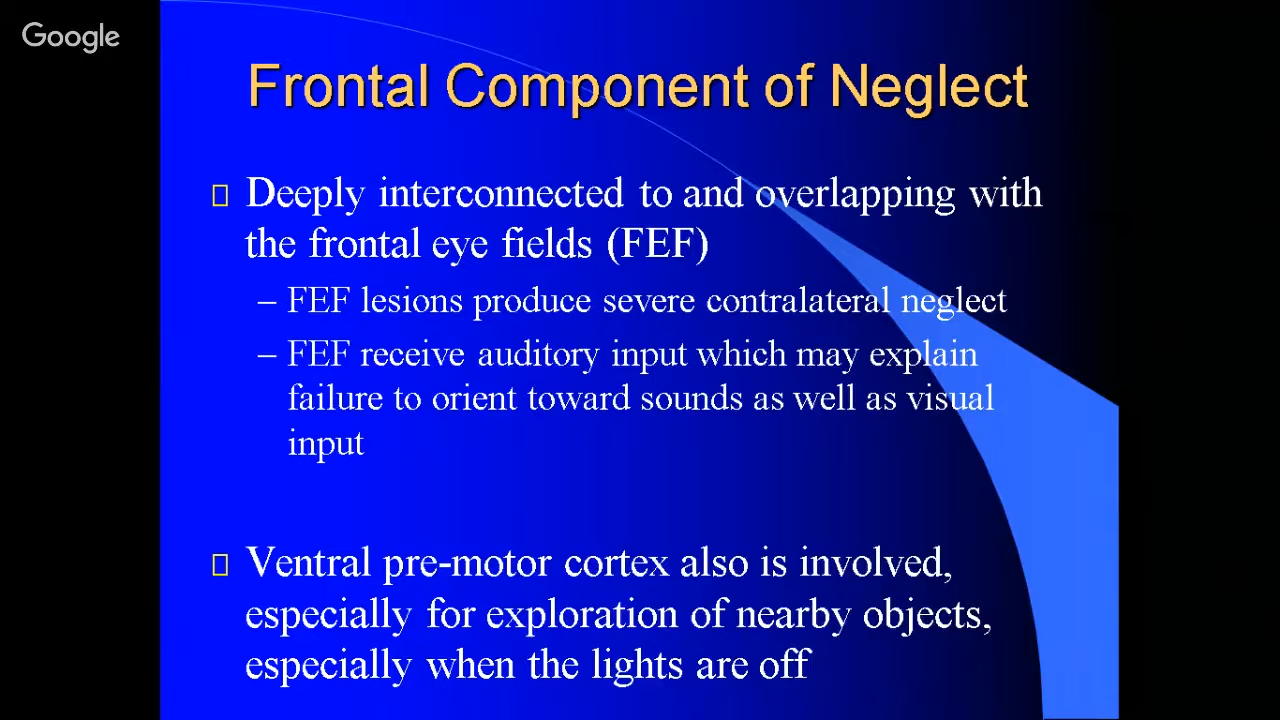 Google
Frontal Component of Neglect
Deeply interconnected to and overlapping with
the frontal eye fields (FEF)
– FEF lesions produce severe contralateral neglect
– FEF receive auditory input which may explain
failure to orient toward sounds as well as visual
input
Ventral pre-motor cortex also is involved,
especially for exploration of nearby objects,
especially when the lights are off